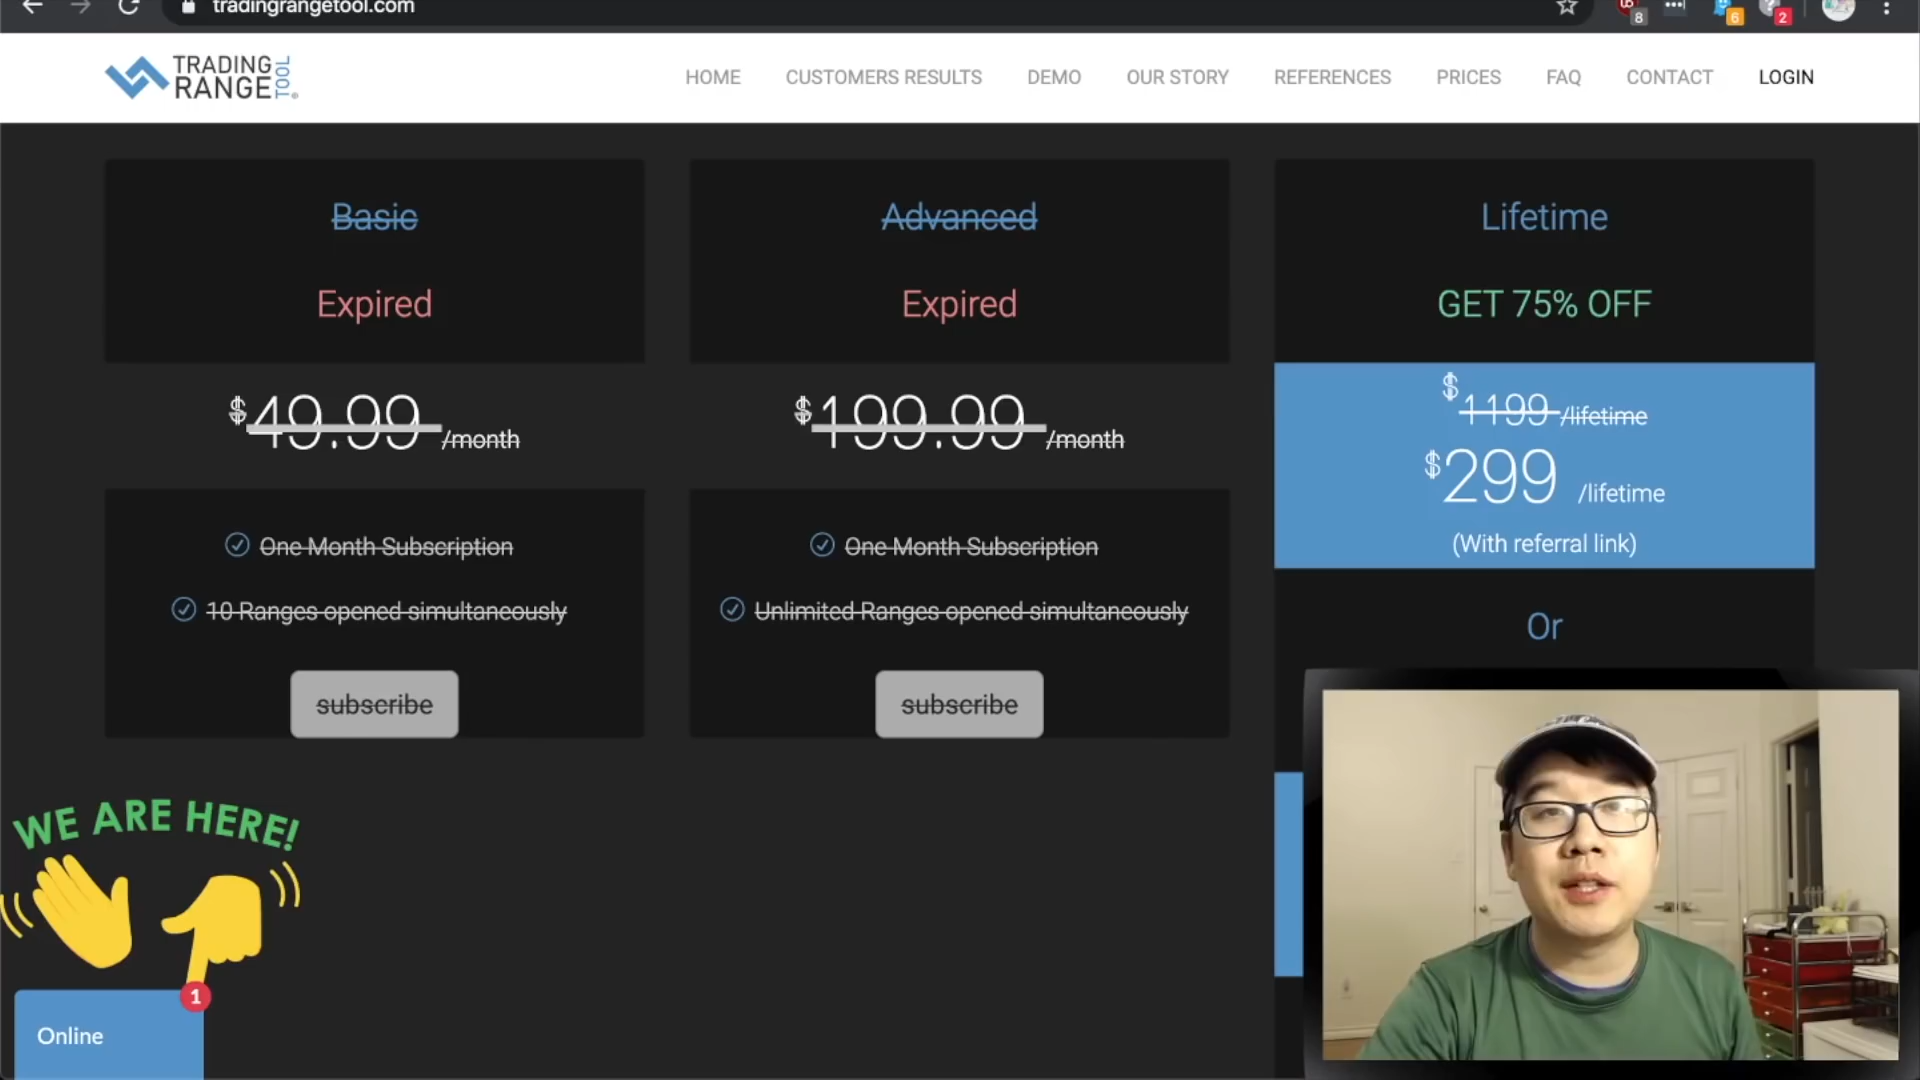 tradingrangetool.com
8
6
2
TRADING
RANGE
TOOL
HOME CUSTOMERS RESULTS DEMO OUR STORY REFERENCES PRICES FAQ CONTACT LOGIN
Basic
Expired
$49.99 /month
One Month Subscription
10 Ranges opened simultaneously
subscribe
Advanced
Expired
$199.99 /month
One Month Subscription
Unlimited Ranges opened simultaneously
subscribe
Lifetime
GET 75% OFF
$1199 /lifetime
$299 /lifetime
(With referral link)
Or
WE ARE HERE!
1
Online